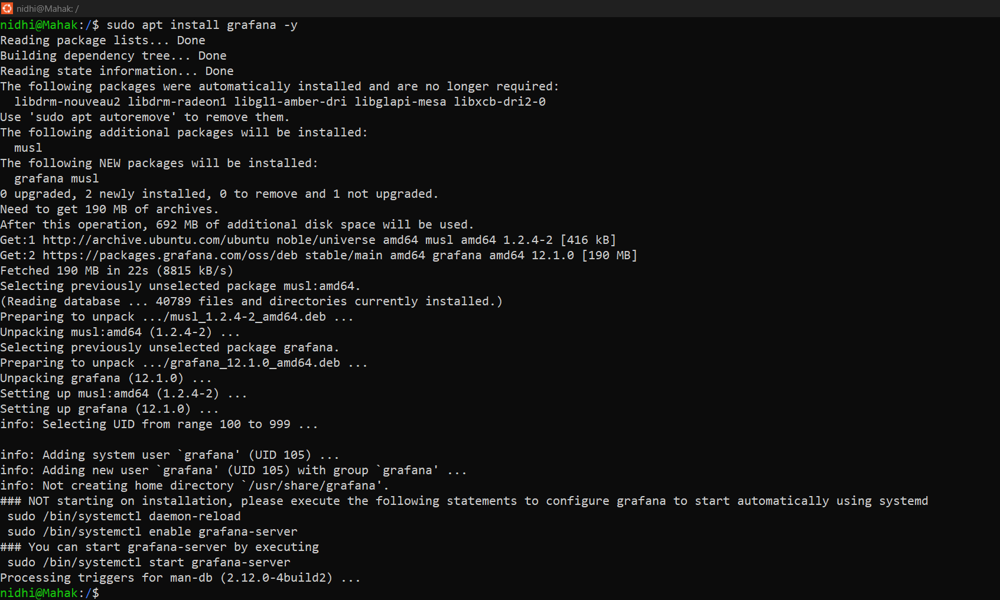 nidhi@Mahak: /
nidhi@Mahak:/$ sudo apt install grafana -y
Reading package lists... Done
Building dependency tree... Done
Reading state information... Done
The following packages were automatically installed and are no longer required:
  libdrm-nouveau2 libdrm-radeon1 libgl1-amber-dri libglapi-mesa libxcb-dri2-0
Use 'sudo apt autoremove' to remove them.
The following additional packages will be installed:
  musl
The following NEW packages will be installed:
  grafana musl
0 upgraded, 2 newly installed, 0 to remove and 1 not upgraded.
Need to get 190 MB of archives.
After this operation, 692 MB of additional disk space will be used.
Get:1 http://archive.ubuntu.com/ubuntu noble/universe amd64 musl amd64 1.2.4-2 [416 kB]
Get:2 https://packages.grafana.com/oss/deb stable/main amd64 grafana amd64 12.1.0 [190 MB]
Fetched 190 MB in 22s (8815 kB/s)
Selecting previously unselected package musl:amd64.
(Reading database ... 40789 files and directories currently installed.)
Preparing to unpack .../musl_1.2.4-2_amd64.deb ...
Unpacking musl:amd64 (1.2.4-2) ...
Selecting previously unselected package grafana.
Preparing to unpack .../grafana_12.1.0_amd64.deb ...
Unpacking grafana (12.1.0) ...
Setting up musl:amd64 (1.2.4-2) ...
Setting up grafana (12.1.0) ...
info: Selecting UID from range 100 to 999 ...

info: Adding system user `grafana' (UID 105) ...
info: Adding new user `grafana' (UID 105) with group `grafana' ...
info: Not creating home directory `/usr/share/grafana'.
### NOT starting on installation, please execute the following statements to configure grafana to start automatically using systemd
 sudo /bin/systemctl daemon-reload
 sudo /bin/systemctl enable grafana-server
### You can start grafana-server by executing
 sudo /bin/systemctl start grafana-server
Processing triggers for man-db (2.12.0-4build2) ...
nidhi@Mahak:/$